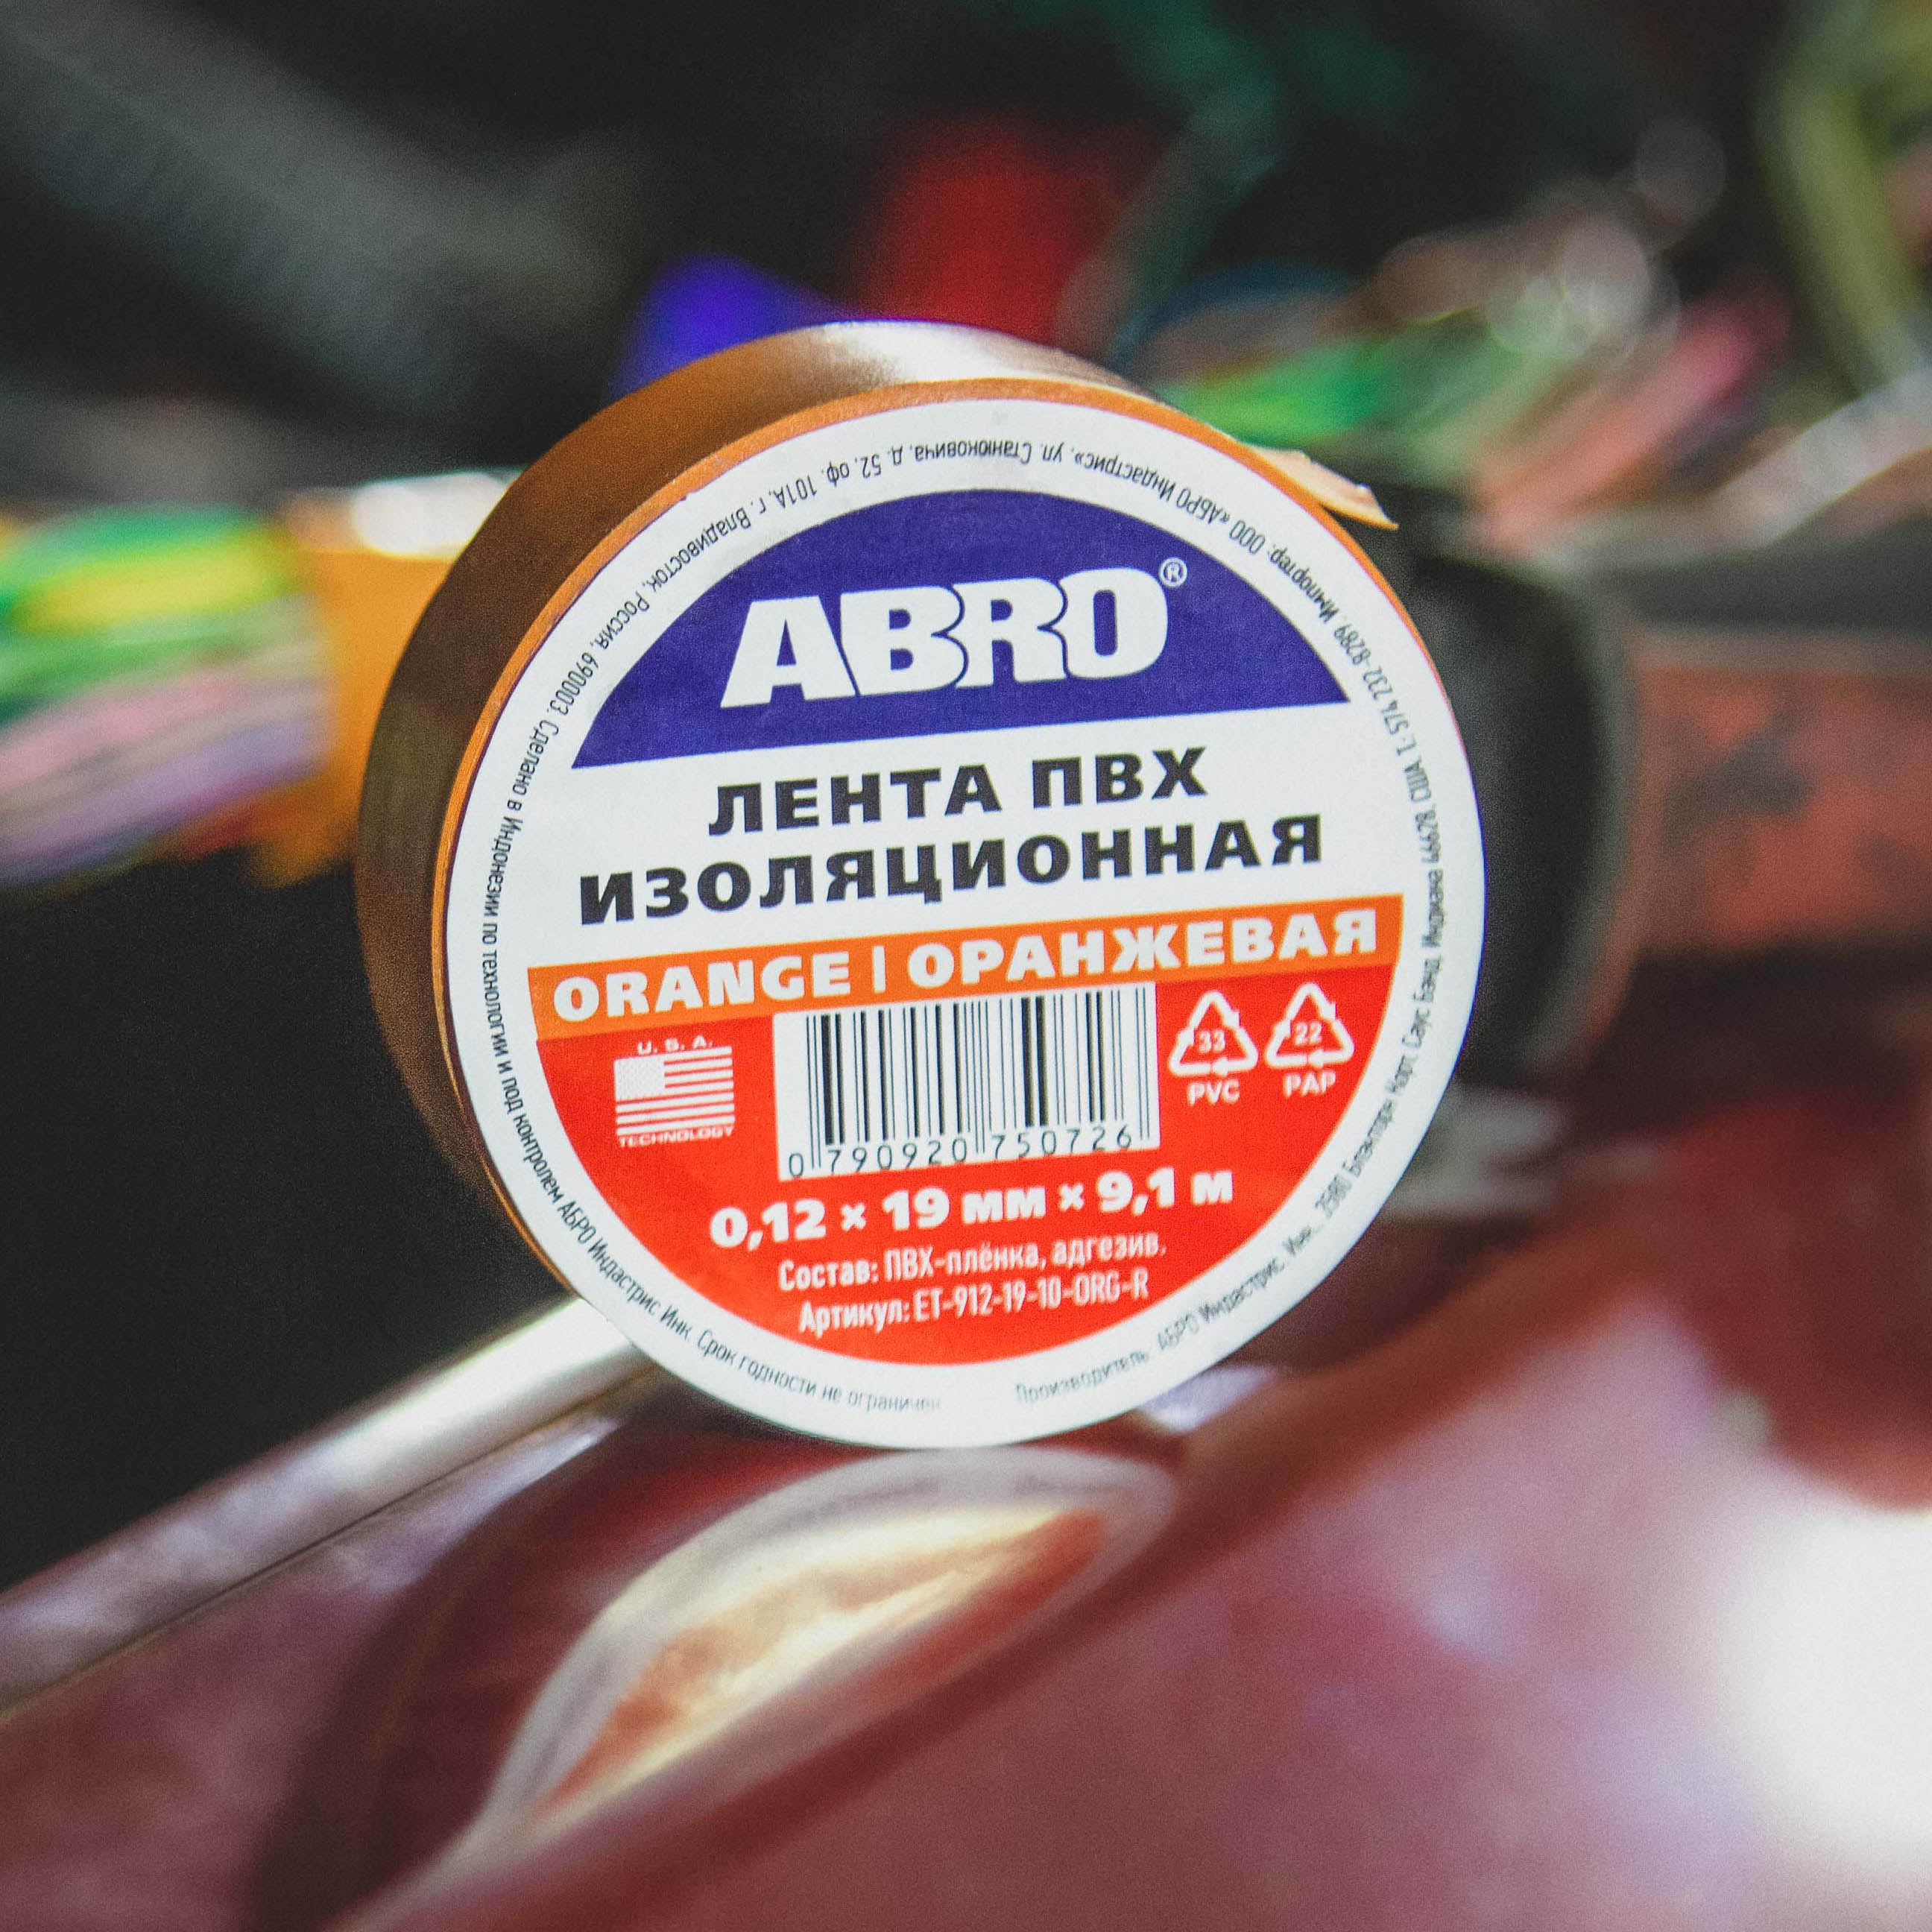 ABRO®
ЛЕНТА ПВХ
ИЗОЛЯЦИОННАЯ
ORANGE | ОРАНЖЕВАЯ
U. S. A.
TECHNOLOGY
0 790920 750726
33
PVC
22
PAP
0,12 × 19 мм × 9,1 м
Состав: ПВХ-плёнка, адгезив.
Артикул: ET-912-19-10-ORG-R
Производитель: АБРО Индастрис Инк. 3580 Блэкторн Корт, Саус Бэнд, Индиана 46628, США, 1-574 232-8289, Импортер: ООО «АБРО Индастрис», ул. Станюковича, д. 52, оф. 101А, г. Владивосток, Россия, 690003. Сделано в Индонезии по технологии и под контролем АБРО Индастрис Инк. Срок годности не ограничен